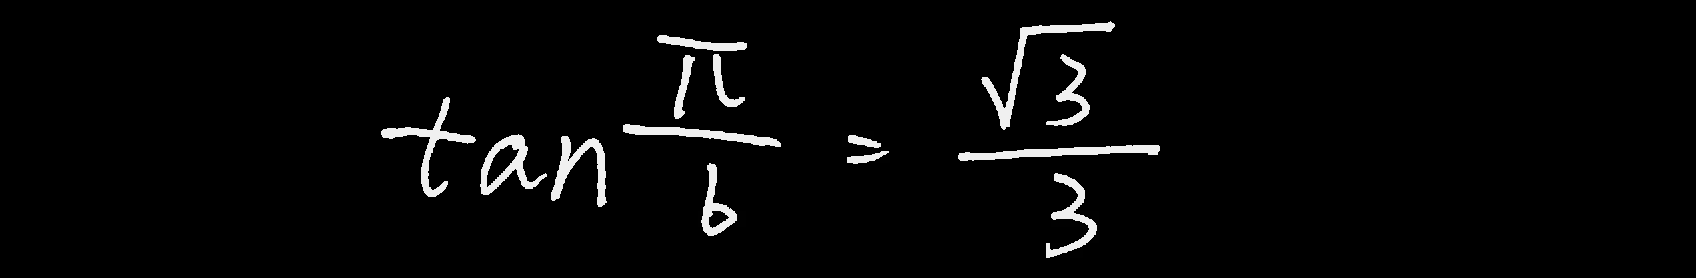 tan π/6 = √3/3